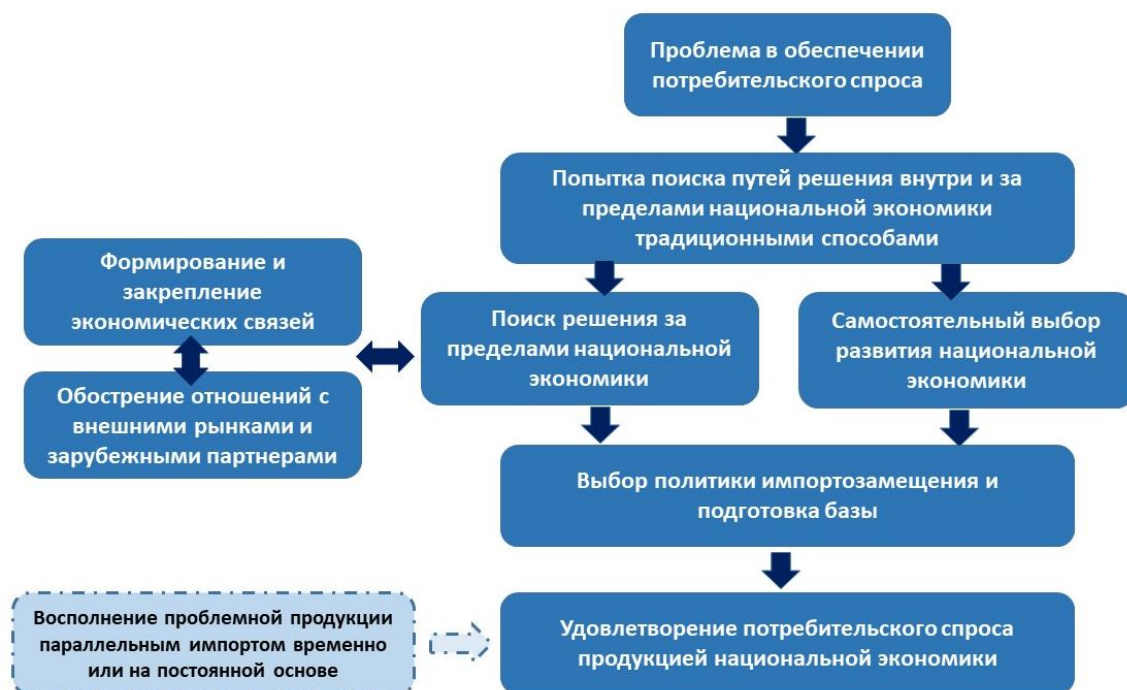 Проблема в обеспечении
потребительского спроса
Попытка поиска путей решения внутри и за
пределами национальной экономики
традиционными способами
Формирование и
закрепление
экономических связей
Поиск решения за
пределами национальной
экономики
Самостоятельный выбор
развития национальной
экономики
Обострение отношений с
внешними рынками и
зарубежными партнерами
Выбор политики импортозамещения и
подготовка базы
Восполнение проблемной продукции
параллельным импортом временно
или на постоянной основе
Удовлетворение потребительского спроса
продукцией национальной экономики